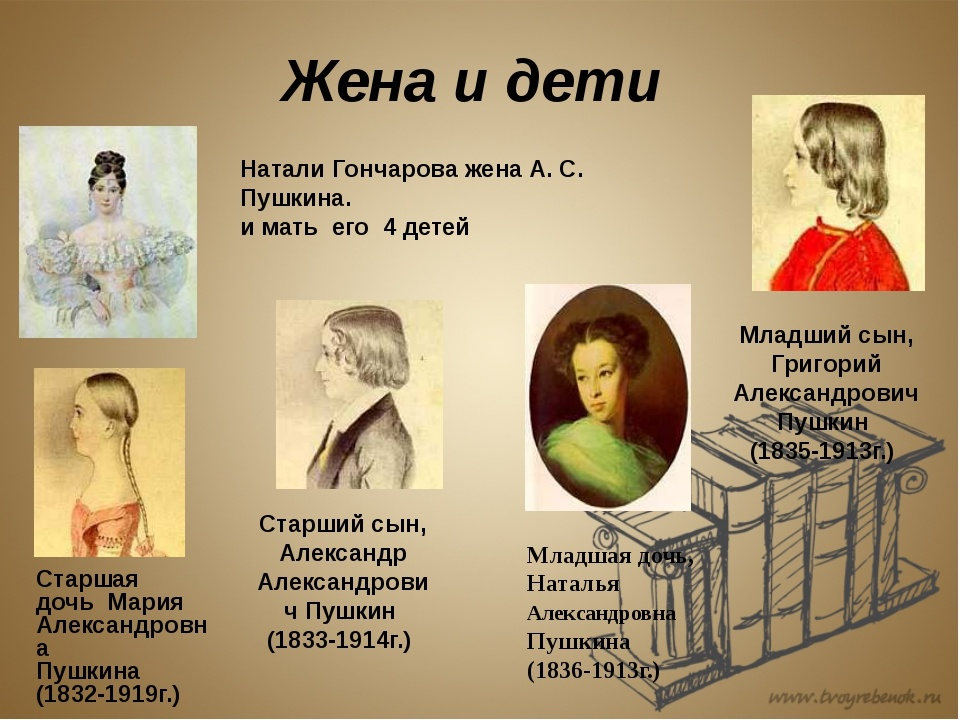 Жена и дети
Натали Гончарова жена А. С.
Пушкина.
и мать его 4 детей
Младший сын,
Григорий
Александрович
Пушкин
(1835-1913г.)
Старшая
дочь Мария
Александровн
а
Пушкина
(1832-1919г.)
Старший сын,
Александр
Александрови
ч Пушкин
(1833-1914г.)
Младшая дочь,
Наталья
Александровна
Пушкина
(1836-1913г.)
www.tvoyrebenok.ru